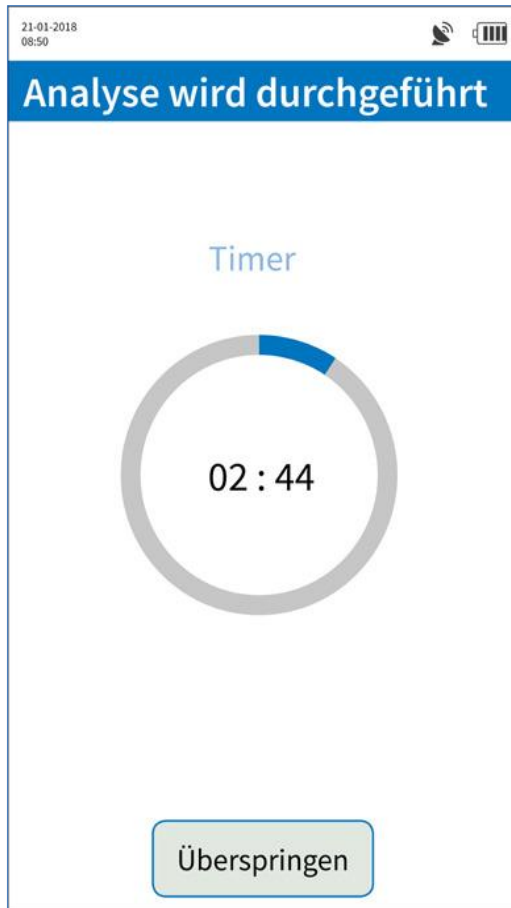 21-01-2018
08:50
Analyse wird durchgeführt
Timer
02 : 44
Überspringen